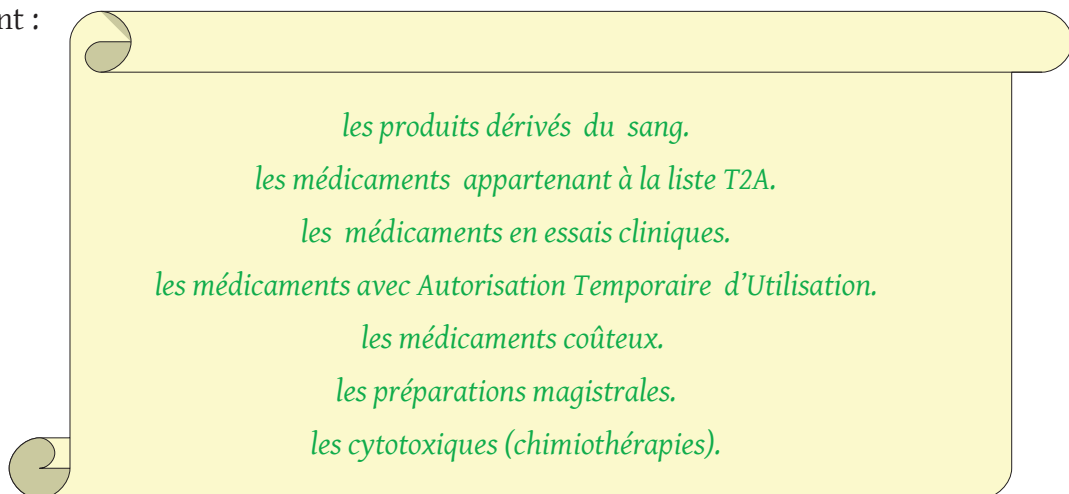 nt :
les produits dérivés du sang.
les médicaments appartenant à la liste T2A.
les médicaments en essais cliniques.
les médicaments avec Autorisation Temporaire d’Utilisation.
les médicaments coûteux.
les préparations magistrales.
les cytotoxiques (chimiothérapies).